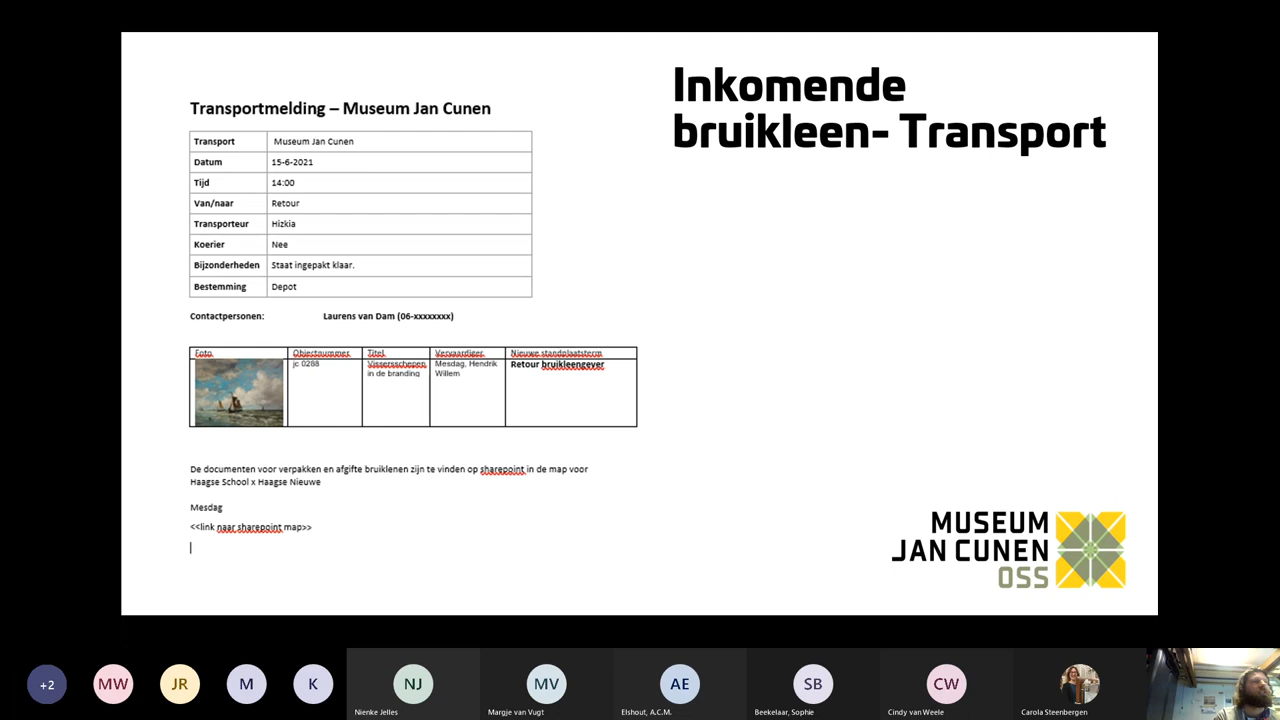 Inkomende
bruikleen- Transport
Transportmelding – Museum Jan Cunen
Transport Museum Jan Cunen
Datum 15-6-2021
Tijd 14:00
Van/naar Retour
Transporteur Hizkia
Koerier Nee
Bijzonderheden Staat ingepakt klaar.
Bestemming Depot
Contactpersonen: Laurens van Dam (06-xxxxxxxx)
Foto Objectnummer Titel Vervaardiger Nieuwe standplaatsterm
jc 0288 Vissersschepen Mesdag, Hendrik Retour bruikleengever
in de branding Willem
De documenten voor verpakken en afgifte bruiklenen zijn te vinden op sharepoint in de map voor
Haagse School x Haagse Nieuwe
Mesdag
<<link naar sharepoint map>>
MUSEUM
JAN CUNEN
OSS
+2 MW JR M K NJ MV AE SB CW
Nienke Jelles Margje van Vugt Elshout, A.C.M. Beekelaar, Sophie Cindy van Weele Carola Steenbergen